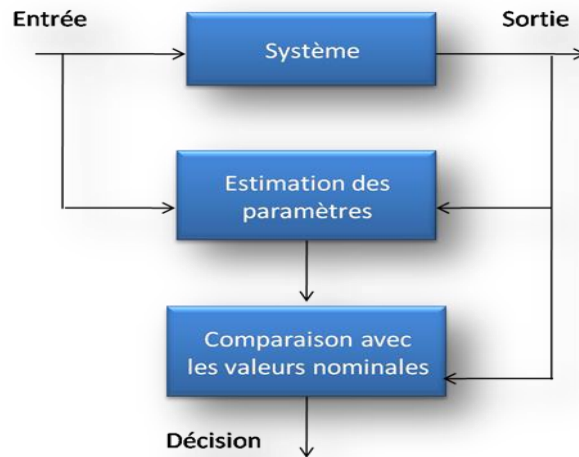 Entrée
Sortie
Système
Estimation des
paramètres
Comparaison avec
les valeurs nominales
Décision